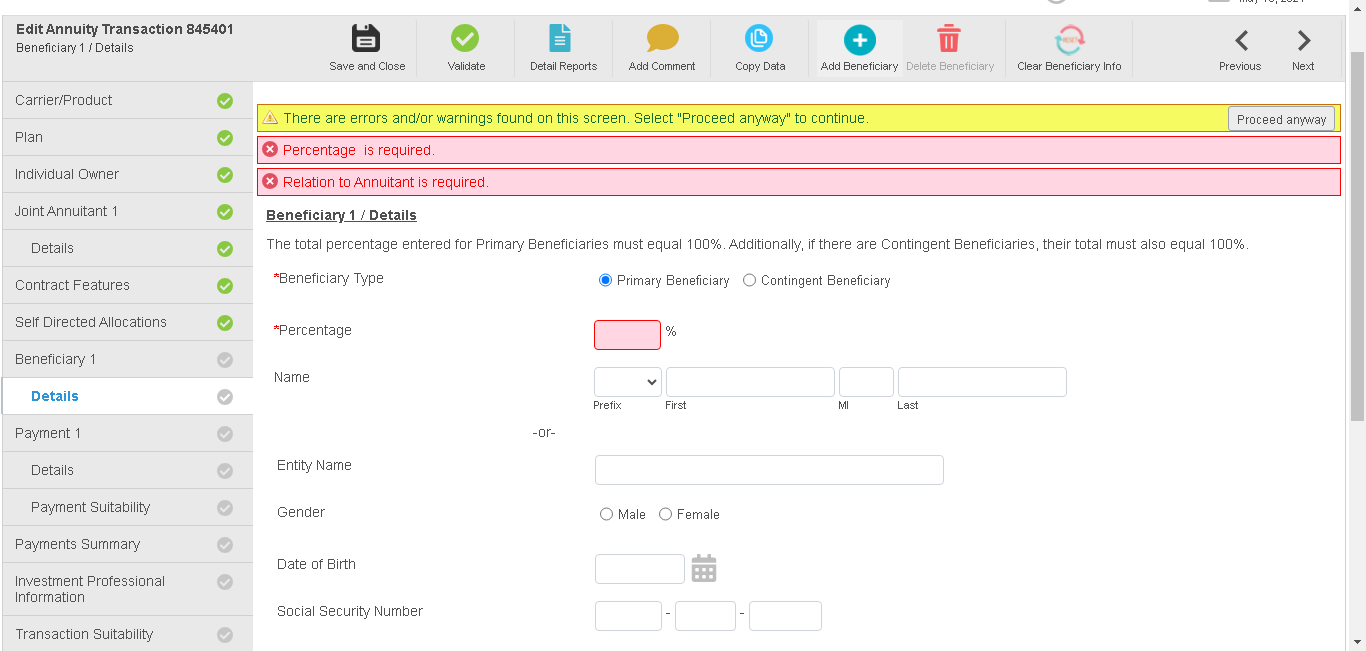 Edit Annuity Transaction 845401
Beneficiary 1 / Details
Save and Close
Validate
Detail Reports
Add Comment
Copy Data
Add Beneficiary
Delete Beneficiary
RESET
Clear Beneficiary Info
Previous
Next
Carrier/Product
Plan
Individual Owner
Joint Annuitant 1
Details
Contract Features
Self Directed Allocations
Beneficiary 1
Details
Payment 1
Details
Payment Suitability
Payments Summary
Investment Professional
Information
Transaction Suitability
There are errors and/or warnings found on this screen. Select "Proceed anyway" to continue.
Proceed anyway
Percentage  is required.
Relation to Annuitant is required.
Beneficiary 1 / Details
The total percentage entered for Primary Beneficiaries must equal 100%. Additionally, if there are Contingent Beneficiaries, their total must also equal 100%.
*Beneficiary Type
Primary Beneficiary
Contingent Beneficiary
*Percentage
%
Name
Prefix
First
MI
Last
-or-
Entity Name
Gender
Male
Female
Date of Birth
Social Security Number
-
-